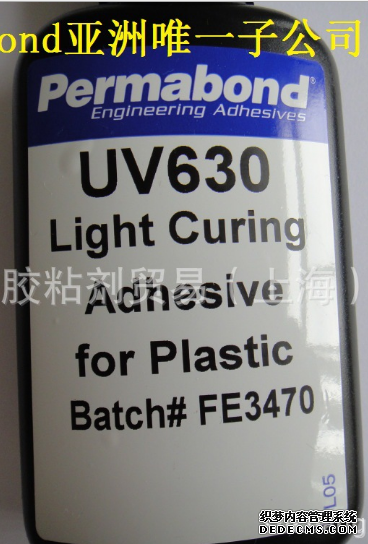 ond亚洲唯一子公司
Permabond®
Engineering Adhesives
UV630
Light Curing
胶粘剂贸易（上海）
Adhesive
for Plastic
Batch# FE3470
L05
织梦内容管理系统
DEDECMS.COM